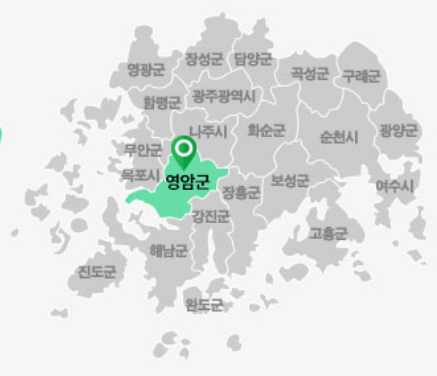 장성군
담양군
영광군
곡성군
구례군
함평군
광주광역시
나주시
화순군
순천시
광양군
무안군
목포시
영암군
장흥군
보성군
여수시
강진군
고흥군
해남군
진도군
완도군